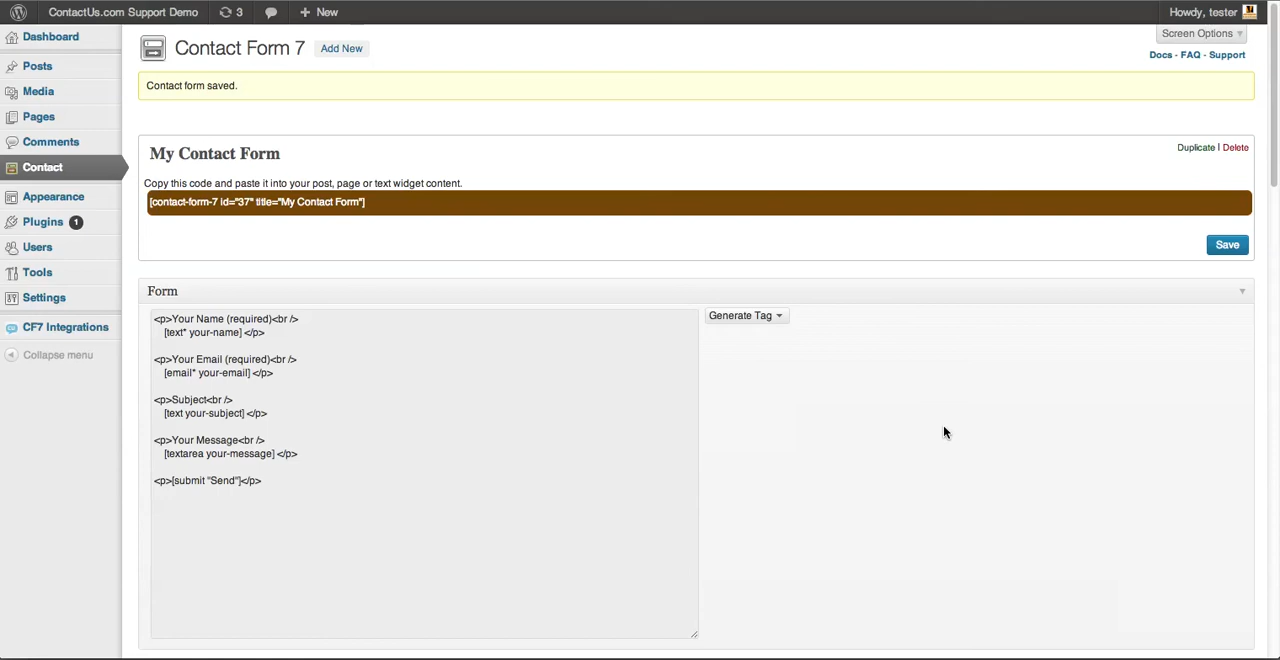 ContactUs.com Support Demo 3 + New Howdy, tester
Screen Options
Docs - FAQ - Support
Dashboard
Posts
Media
Pages
Comments
Contact
Appearance
Plugins 1
Users
Tools
Settings
CF7 Integrations
Collapse menu
Contact Form 7 Add New
Contact form saved.
My Contact Form
Duplicate | Delete
Copy this code and paste it into your post, page or text widget content.
[contact-form-7 id="37" title="My Contact Form"]
Save
Form
<p>Your Name (required)<br />
[text* your-name] </p>
<p>Your Email (required)<br />
[email* your-email] </p>
<p>Subject<br />
[text your-subject] </p>
<p>Your Message<br />
[textarea your-message] </p>
<p>[submit "Send"]</p>
Generate Tag